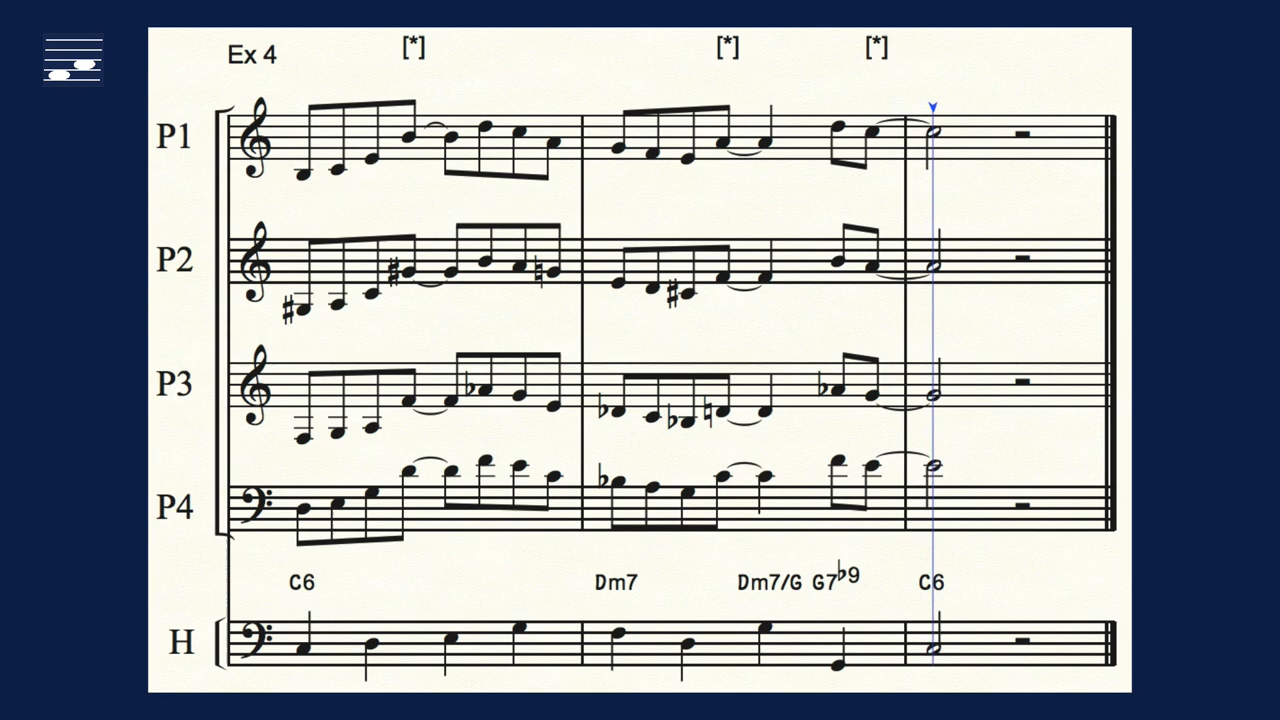 [*] [*] [*]
Ex 4
P1
P2
P3
P4
C6 Dm7 Dm7/G G7♭9 C6
H